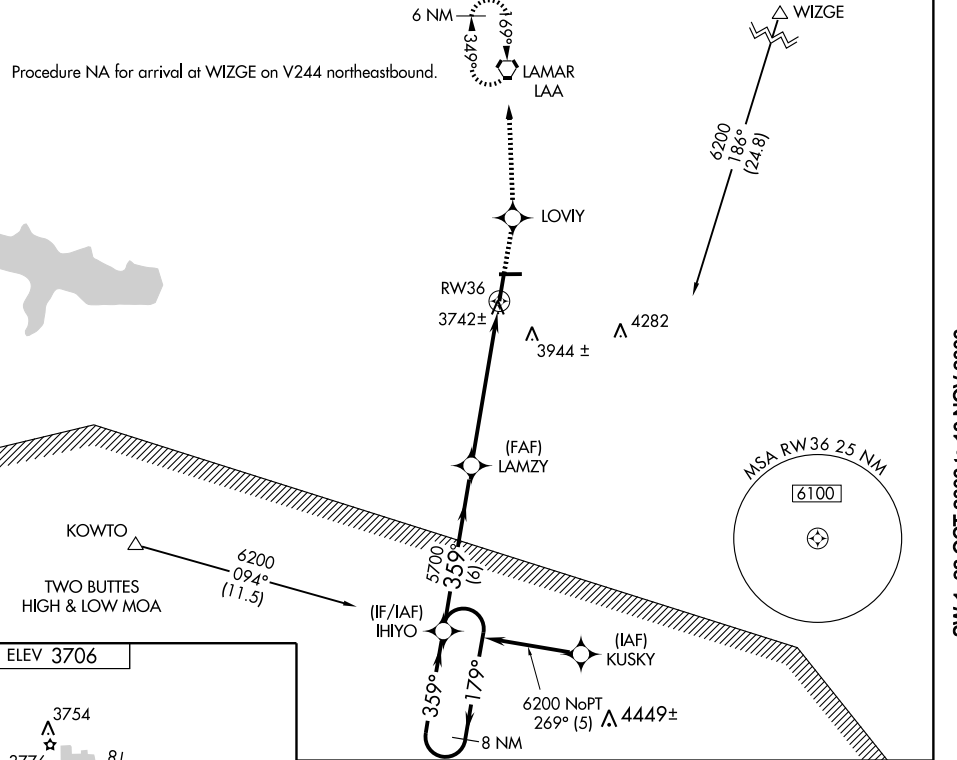 6 NM
349°
169°
WIZGE
Procedure NA for arrival at WIZGE on V244 northeastbound.
LAMAR
LAA
6200
186°
(24.8)
LOVIY
RW36
3742±
3944 ±
4282
(FAF)
LAMZY
MSA RW36 25 NM
6100
KOWTO
6200
094°
(11.5)
5700
359°
(6)
TWO BUTTES
HIGH & LOW MOA
(IF/IAF)
IHIYO
(IAF)
KUSKY
ELEV 3706
359°
179°
6200 NoPT
269° (5)
4449±
8 NM
3754